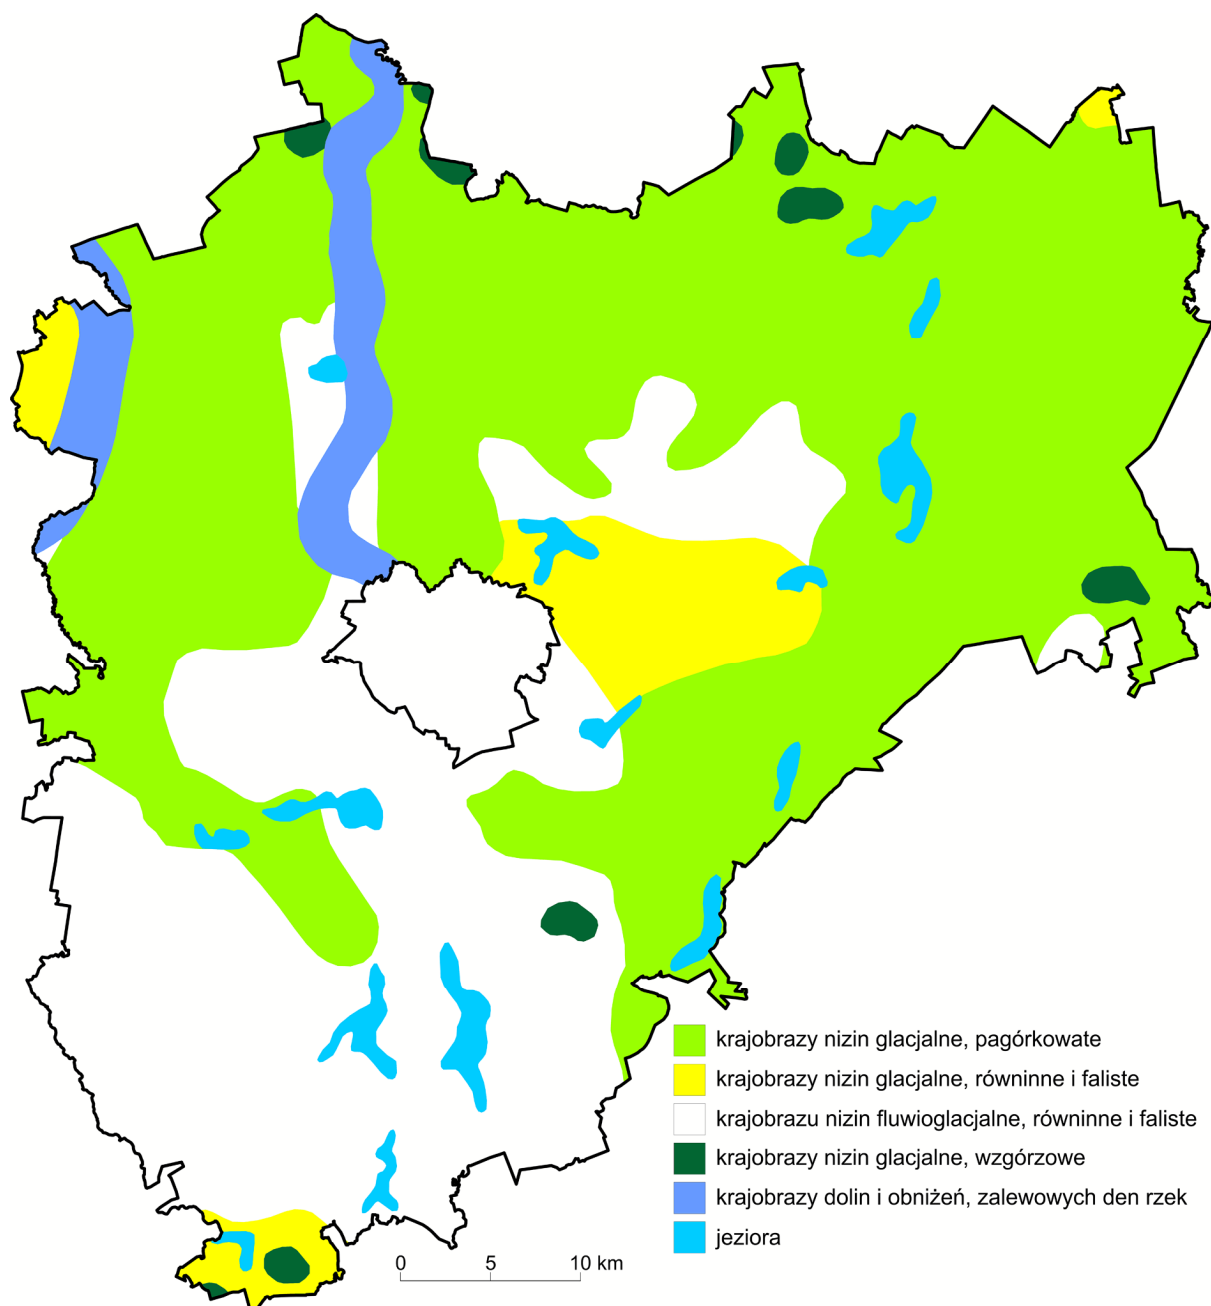 krajobrazy nizin glacjalne, pagórkowate
krajobrazy nizin glacjalne, równinne i faliste
krajobrazu nizin fluwioglacjalne, równinne i faliste
krajobrazy nizin glacjalne, wzgórzowe
krajobrazy dolin i obniżeń, zalewowych den rzek
jeziora
0 5 10 km